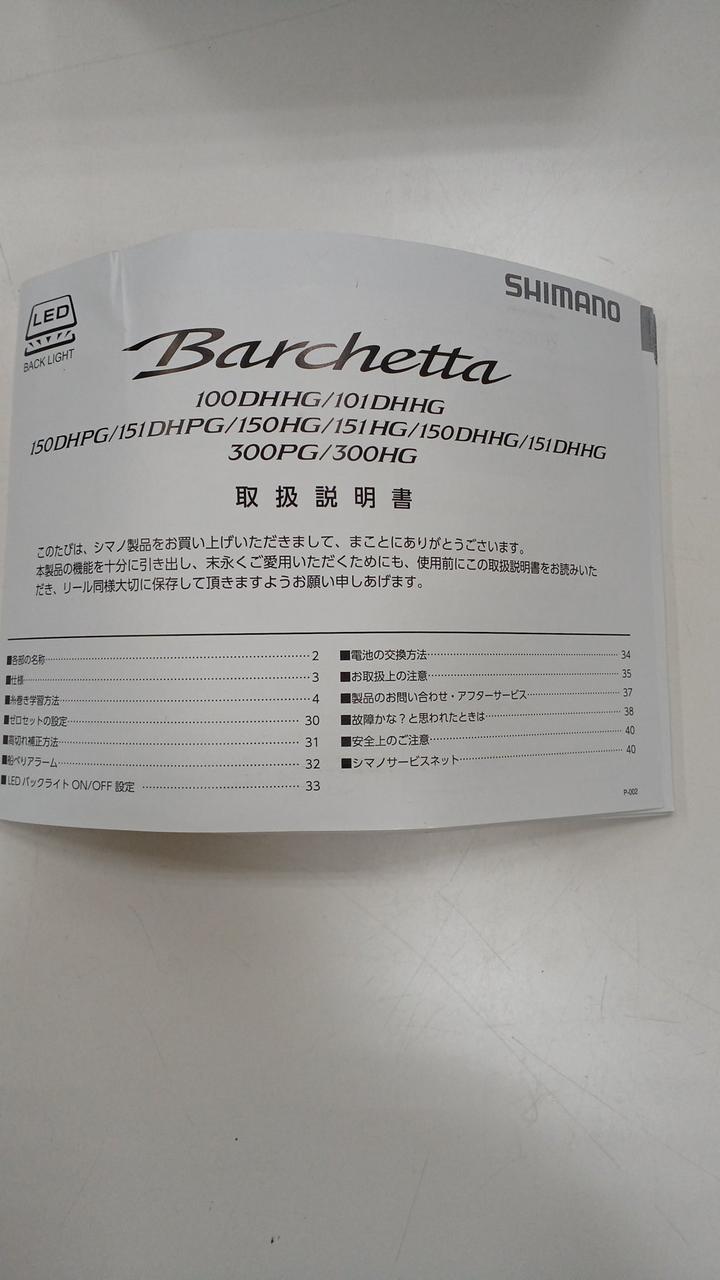 SHIMANO
LED
BACK LIGHT
Barchetta
100DHHG/101DHHG
150DHPG/151DHPG/150HG/151HG/150DHHG/151DHHG
300PG/300HG
取扱説明書
このたびは、シマノ製品をお買い上げいただきまして、まことにありがとうございます。
本製品の機能を十分に引き出し、末永くご愛用いただくためにも、使用前にこの取扱説明書をお読みいた
だき、リール同様大切に保存して頂きますようお願い申しあげます。
■各部の名称 2
■仕様 3
■糸巻き学習方法 4
■ゼロセットの設定 30
■高切れ補正方法 31
■船べりアラーム 32
■LEDバックライト ON/OFF 設定 33
■電池の交換方法 34
■お取扱上の注意 35
■製品のお問い合わせ・アフターサービス 37
■故障かな？と思われたときは 38
■安全上のご注意 40
■シマノサービスネット 40
P-002